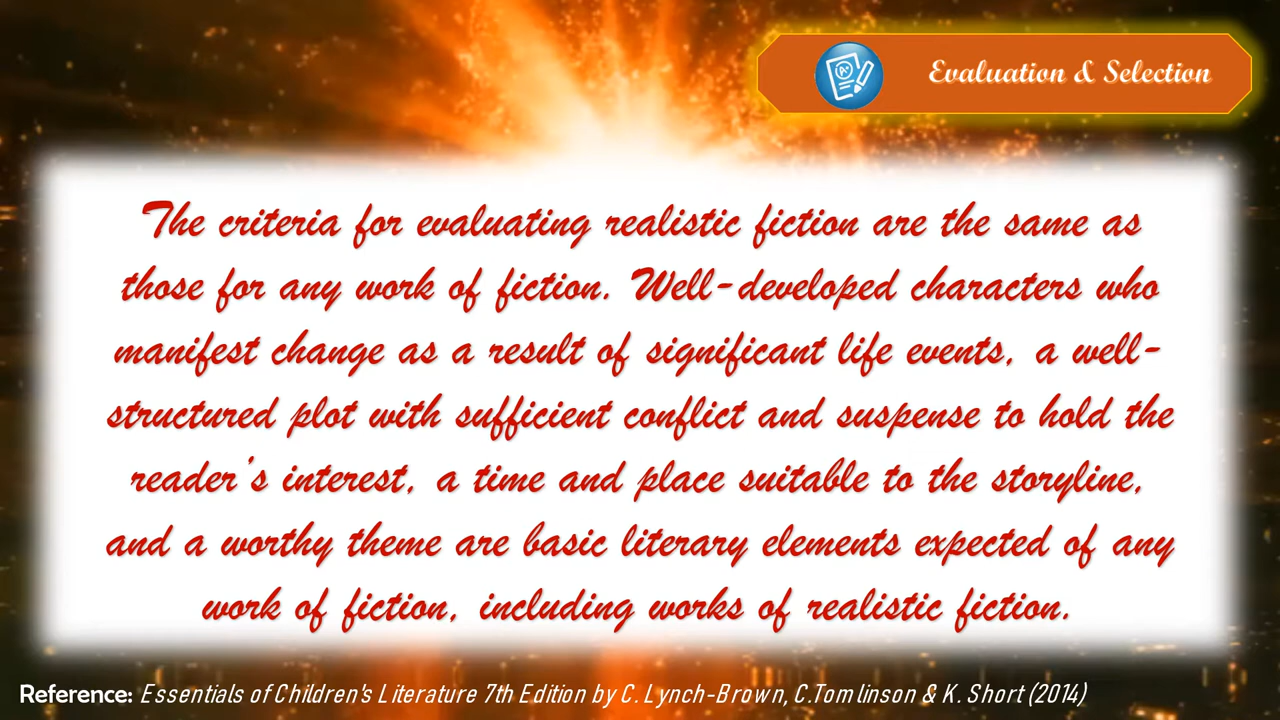 Evaluation & Selection
The criteria for evaluating realistic fiction are the same as
those for any work of fiction. Well-developed characters who
manifest change as a result of significant life events, a well-
structured plot with sufficient conflict and suspense to hold the
reader's interest, a time and place suitable to the storyline,
and a worthy theme are basic literary elements expected of any
work of fiction, including works of realistic fiction.
Reference: Essentials of Children's Literature 7th Edition by C. Lynch-Brown, C.Tomlinson & K. Short (2014)